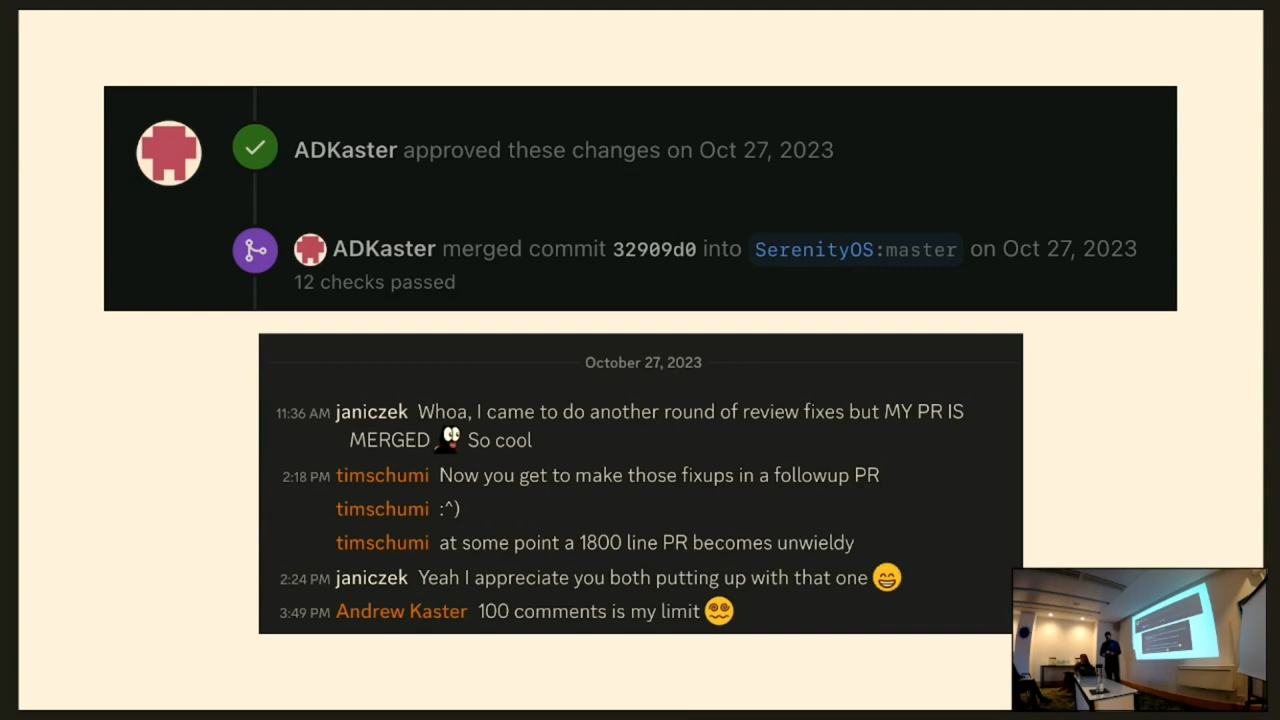 ADKaster approved these changes on Oct 27, 2023
ADKaster merged commit 32909d0 into SerenityOS:master on Oct 27, 2023
12 checks passed
October 27, 2023
11:36 AM janiczek Whoa, I came to do another round of review fixes but MY PR IS
MERGED So cool
2:18 PM timschumi Now you get to make those fixups in a followup PR
timschumi :^)
timschumi at some point a 1800 line PR becomes unwieldy
2:24 PM janiczek Yeah I appreciate you both putting up with that one 😄
3:49 PM Andrew Kaster 100 comments is my limit 😵‍💫